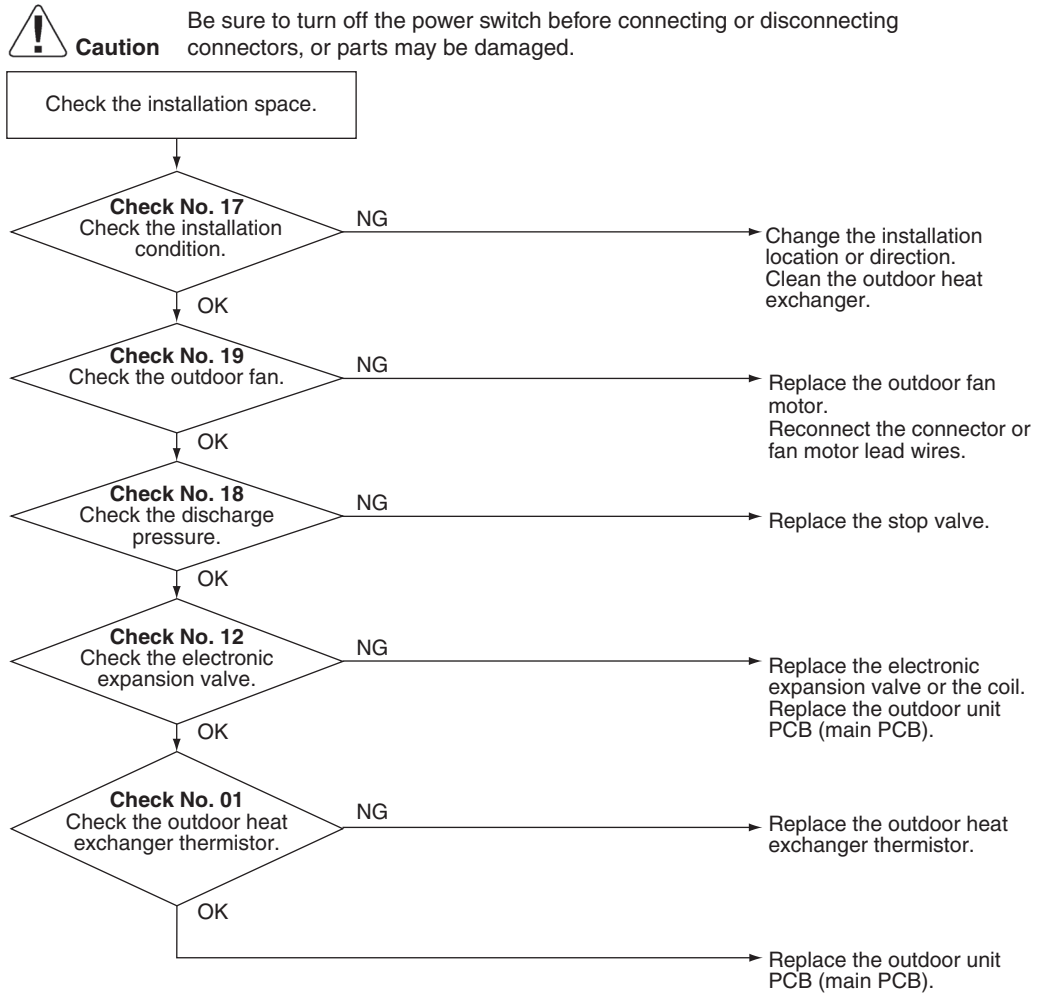 Caution
Be sure to turn off the power switch before connecting or disconnecting
connectors, or parts may be damaged.
Check the installation space.
Check No. 17
Check the installation
condition.
NG
Change the installation
location or direction.
Clean the outdoor heat
exchanger.
OK
Check No. 19
Check the outdoor fan.
NG
Replace the outdoor fan
motor.
Reconnect the connector or
fan motor lead wires.
OK
Check No. 18
Check the discharge
pressure.
NG
Replace the stop valve.
OK
Check No. 12
Check the electronic
expansion valve.
NG
Replace the electronic
expansion valve or the coil.
Replace the outdoor unit
PCB (main PCB).
OK
Check No. 01
Check the outdoor heat
exchanger thermistor.
NG
Replace the outdoor heat
exchanger thermistor.
OK
Replace the outdoor unit
PCB (main PCB).